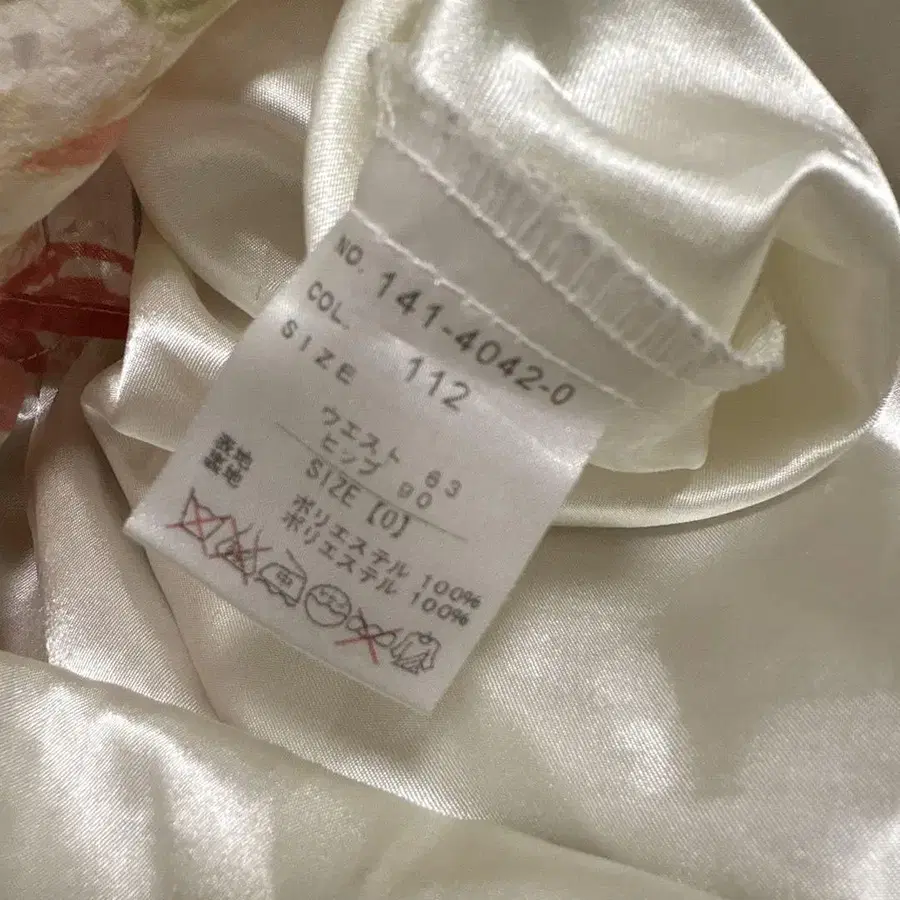 NO. 141-4042-0
COL. 112
SIZE
ウエスト 63
ヒップ 90
SIZE【0】
表地 ポリエステル 100%
裏地 ポリエステル 100%
中